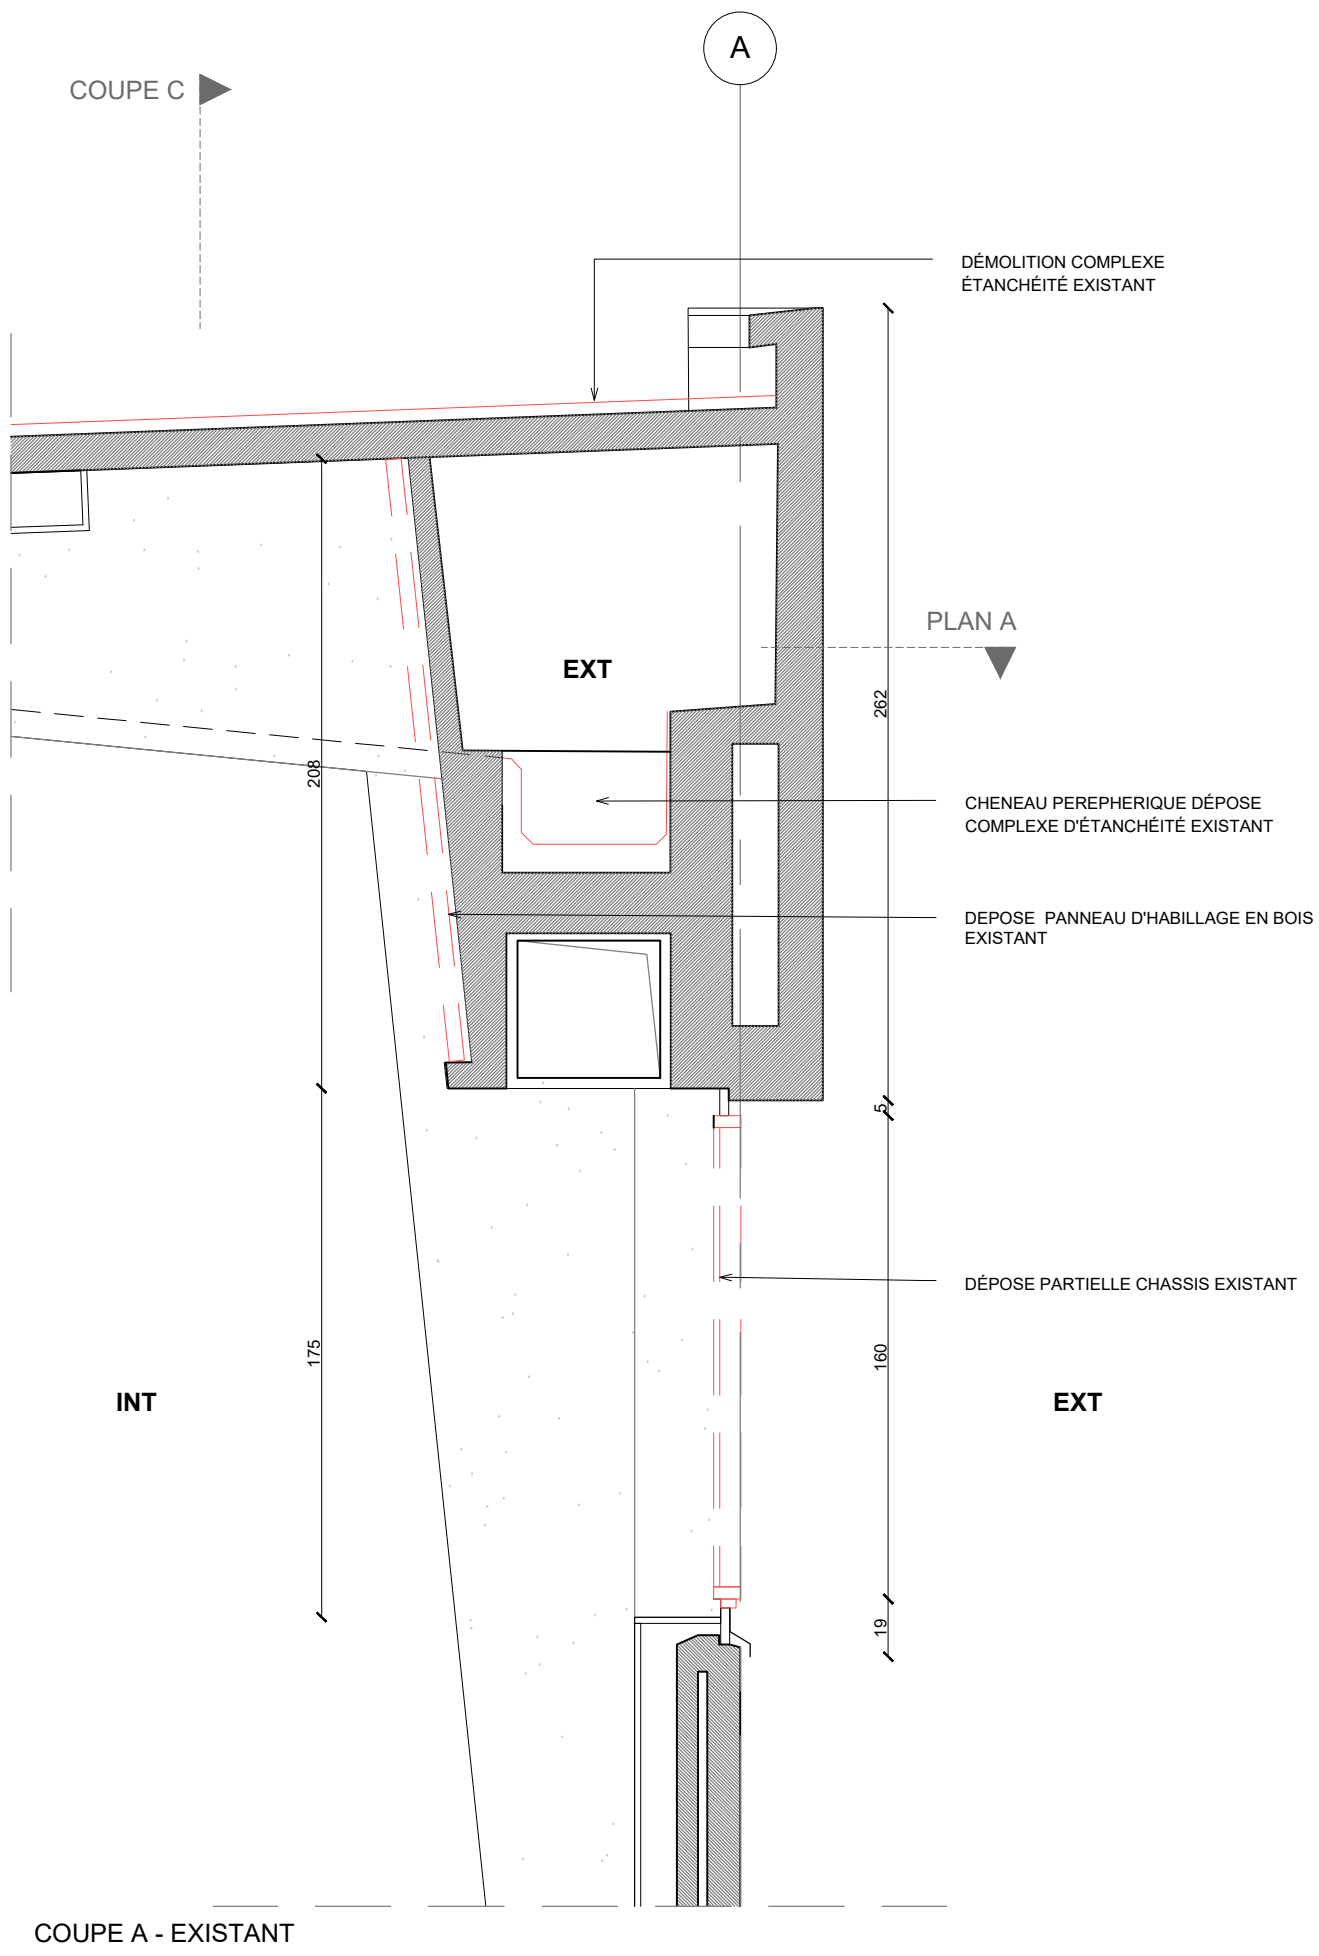 A
COUPE C
DÉMOLITION COMPLEXE
ÉTANCHÉITÉ EXISTANT
PLAN A
EXT
262
208
CHENEAU PEREPHERIQUE DÉPOSE
COMPLEXE D'ÉTANCHÉITÉ EXISTANT
DEPOSE PANNEAU D'HABILLAGE EN BOIS
EXISTANT
5
DÉPOSE PARTIELLE CHASSIS EXISTANT
175
160
INT
EXT
19
COUPE A - EXISTANT